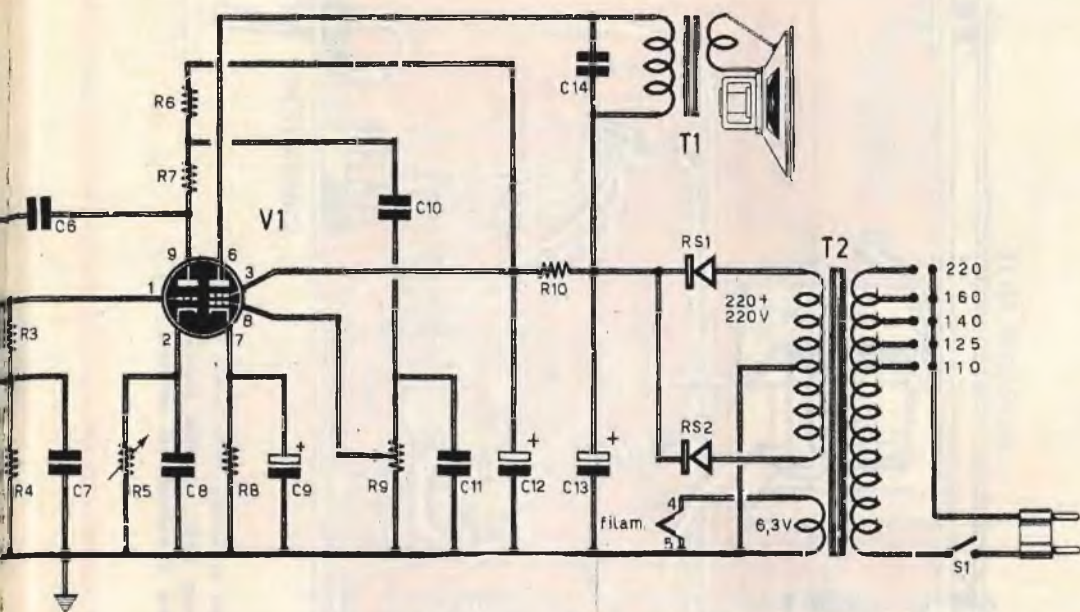 R6
C14
T1
R7
C10
C6
V1
9
6
3
1
8
2
7
R10
RS1
T2
220+
220V
220
160
140
125
110
R3
RS2
R4
C7
R5
C8
R8
C9
+
R9
C11
+
C12
+
C13
filam.
4
5
6,3V
S1